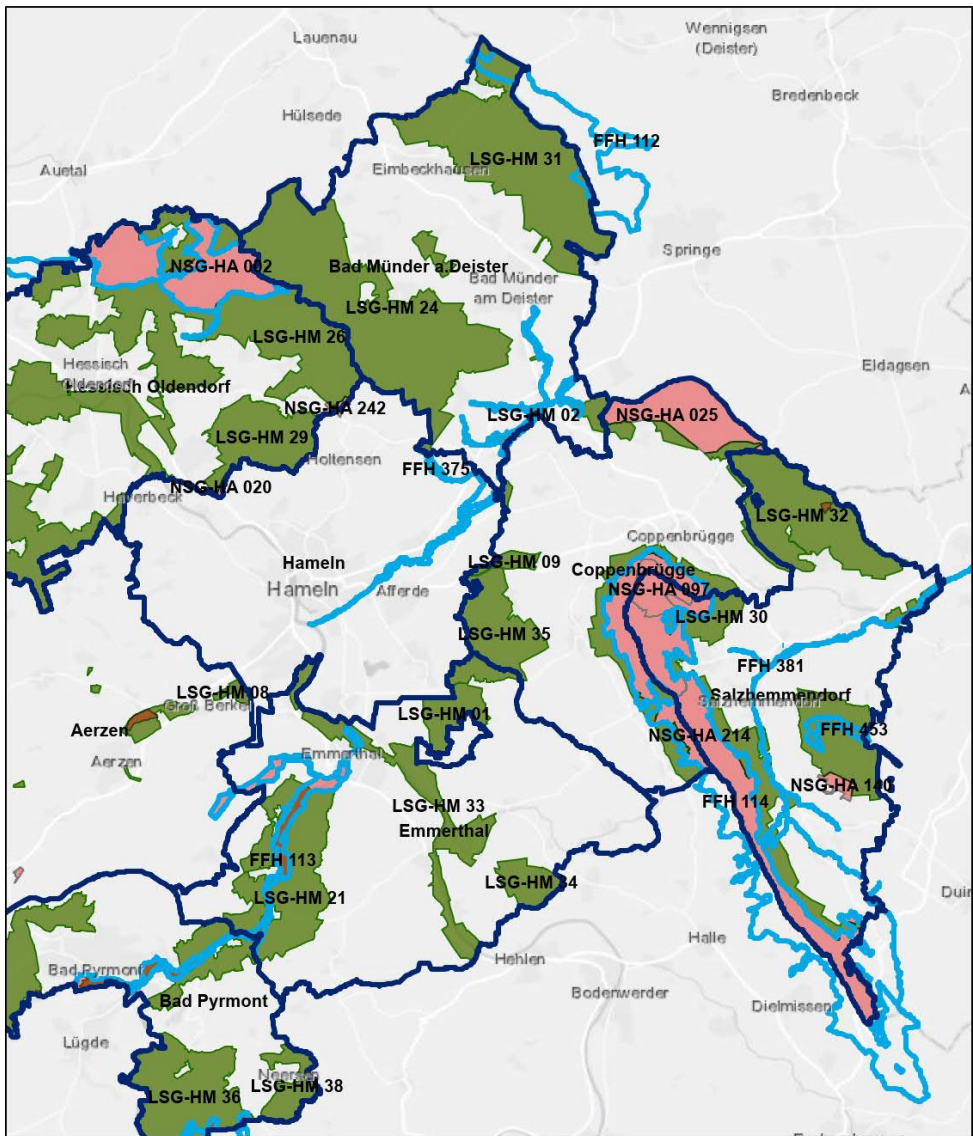 Lauenau
Wennigsen
(Deister)
Bredenbeck
Hülsede
FFH 112
LSG-HM 31
Auetal
Eimbeckhausen
Springe
NSG-HA 002
Bad Münder a.Deister
Bad Münder
am Deister
LSG-HM 24
LSG-HM 26
Hessisch
Oldendorf
Hessisch Oldendorf
Eldagsen
NSG-HA 242
LSG-HM 02
NSG-HA 025
LSG-HM 29
Holtensen
FFH 375
NSG-HA 020
Haverbeck
LSG-HM 32
Coppenbrügge
Hameln
LSG-HM 09
Coppenbrügge
Hameln
Afferde
NSG-HA 097
LSG-HM 30
LSG-HM 35
FFH 381
LSG-HM 08
Groß Berkel
Salzhemmendorf
Salzhemmendorf
LSG-HM 01
Aerzen
FFH 453
NSG-HA 214
Emmerthal
Aerzen
NSG-HA 140
FFH 114
LSG-HM 33
Emmerthal
FFH 113
LSG-HM 34
LSG-HM 21
Duin
Halle
Hehlen
Bad Pyrmont
Bodenwerder
Bad Pyrmont
Dielmissen
Lügde
Neersen
LSG-HM 38
LSG-HM 36